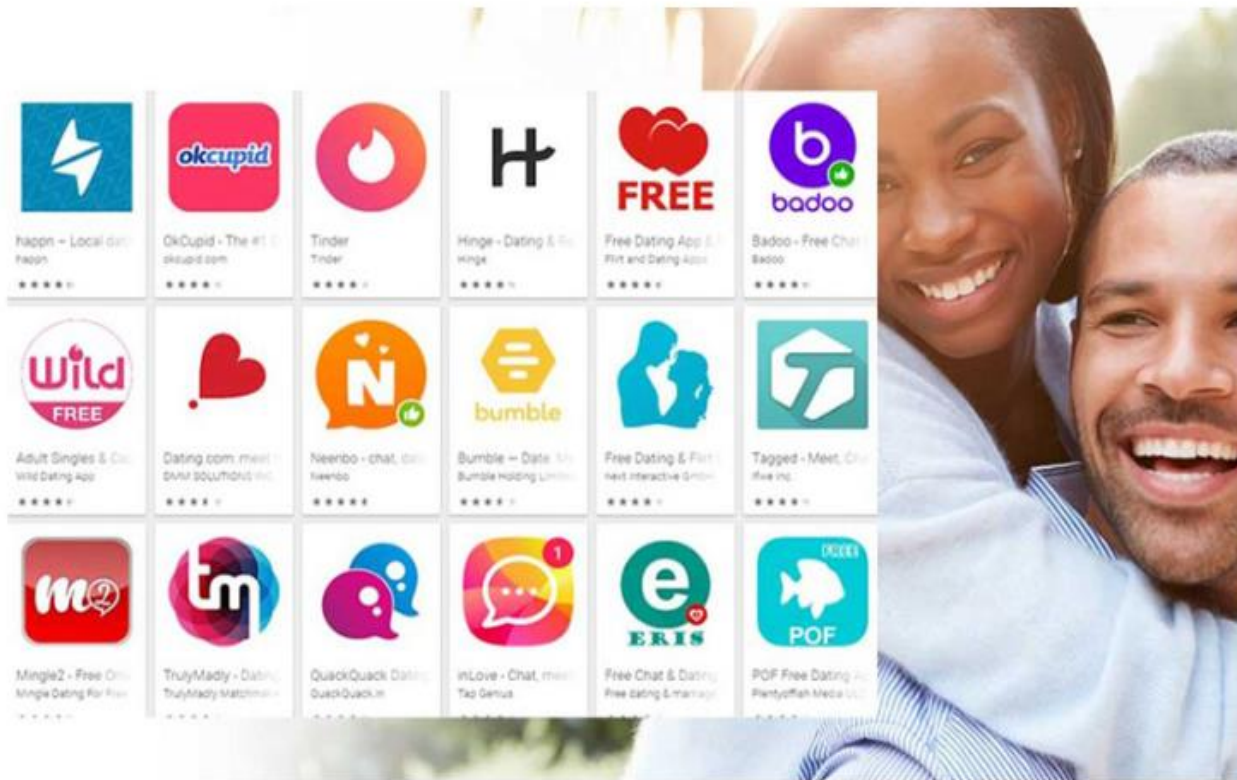 okcupid
H
FREE
b
badoo
happn – Local dat
happn
OkCupid - The #1
okcupid.com
Tinder
Tinder
Hinge - Dating &
Hinge
Free Dating App &
Flirt and Dating Apps
Badoo - Free Chat
Badoo
Wild
FREE
N
bumble
T
Adult Singles &
Wild Dating App
Dating.com: meet
DMM SOLUTIONS INC.
Neenbo - chat, dat
Neenbo
Bumble — Date. M
Bumble Holding Limit
Free Dating & Flirt
next interactive GmbH
Tagged - Meet, Ch
Ifwe Inc.
m2
tm
1
e
ERIS
FREE
POF
Mingle2 - Free On
Mingle Dating For Free
TrulyMadly - Dating
TrulyMadly Matchmak
QuackQuack Dating
QuackQuack.in
inLove - Chat, meet
Tap Genius
Free Chat & Dating
Free dating & marriage
POF Free Dating A
Plentyoffish Media ULC